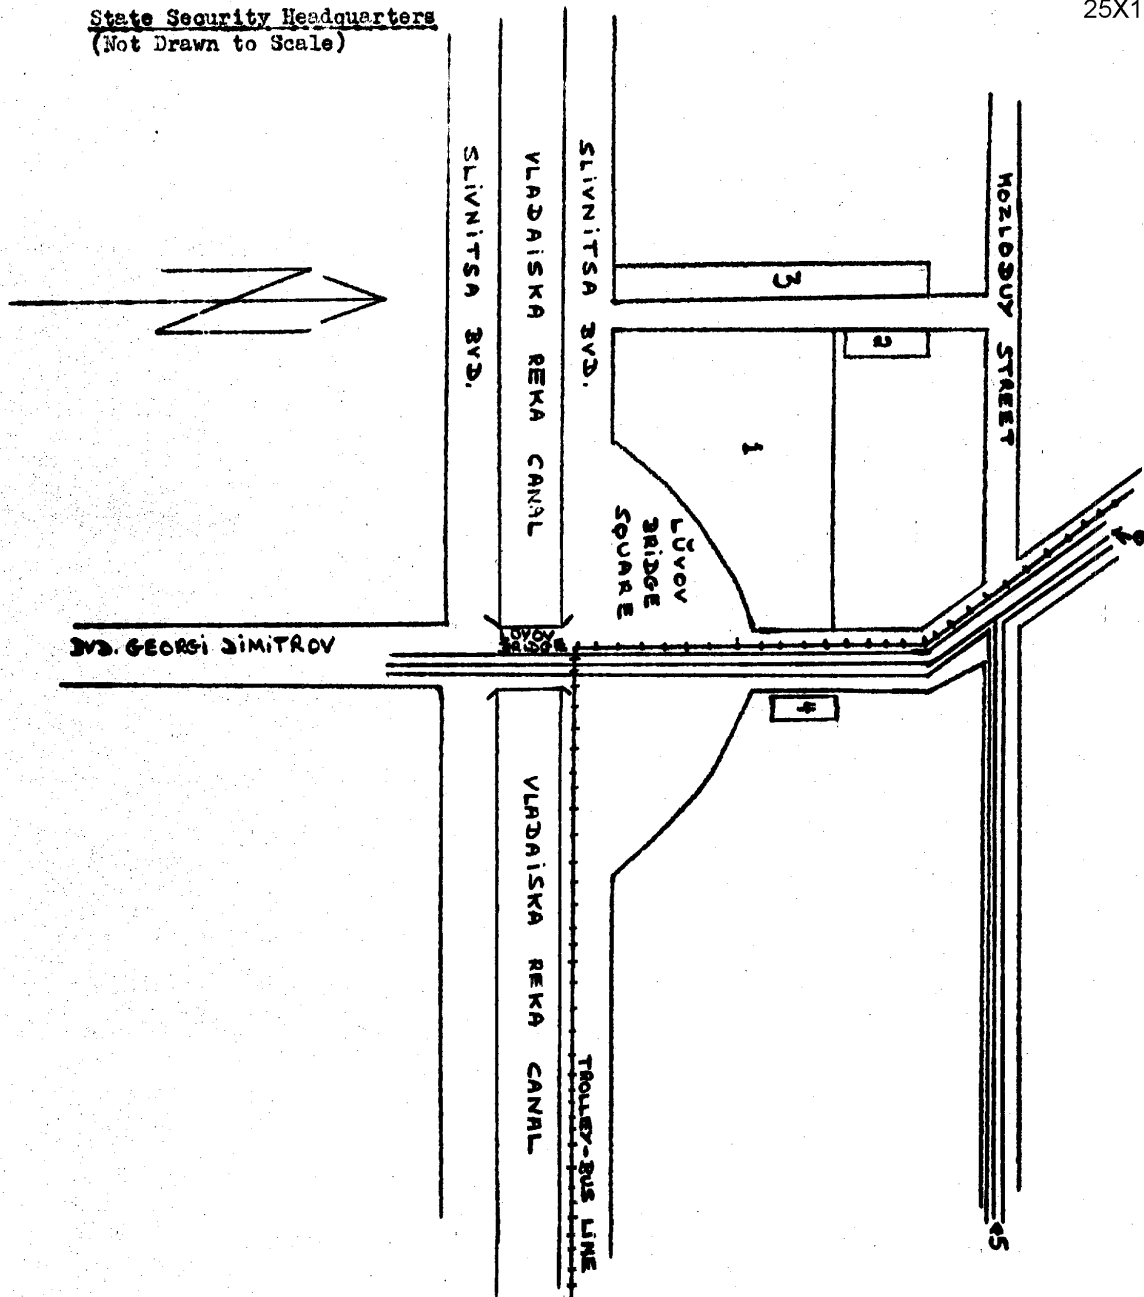 State Security Headquarters
(Not Drawn to Scale)
25X1
SLIVNITSA BVD.
VLADAISKA REKA CANAL
SLIVNITSA BVD.
KOZLODUY STREET
3
2
1
LŬVOV
BRIDGE
SQUARE
BVD. GEORGI DIMITROV
LŬVOV
BRIDGE
4
VLADAISKA REKA CANAL
TROLLEY-BUS LINE
5